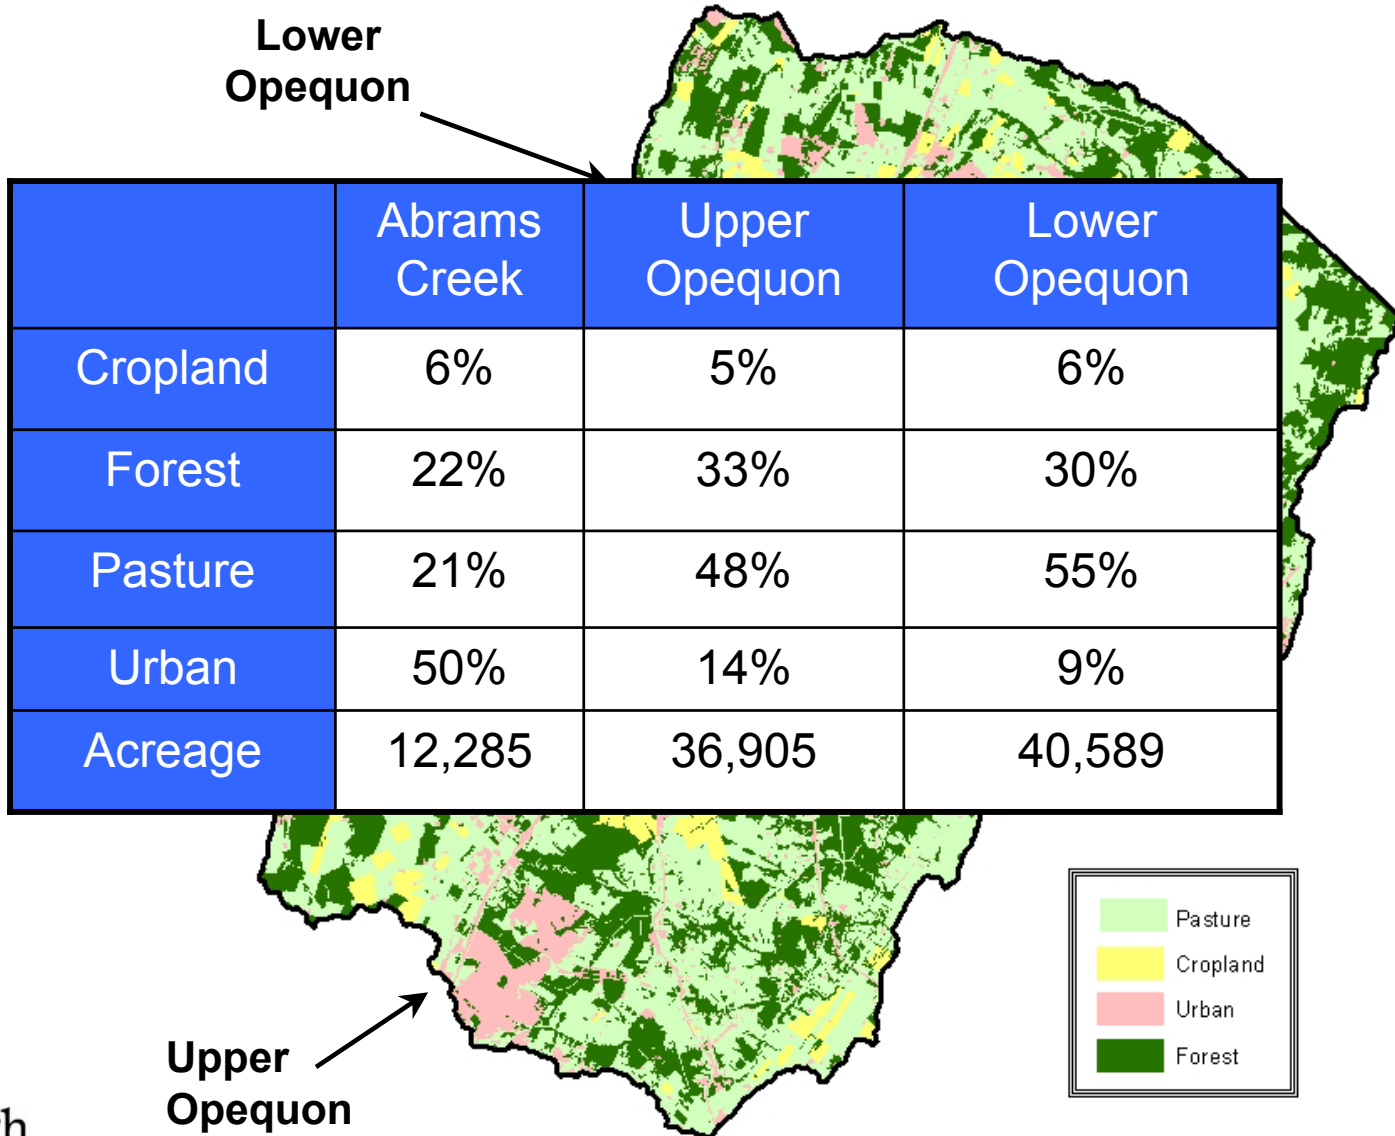 Lower
Opequon
Abrams
Creek
Upper
Opequon
Lower
Opequon
Cropland 6% 5% 6%
Forest 22% 33% 30%
Pasture 21% 48% 55%
Urban 50% 14% 9%
Acreage 12,285 36,905 40,589
Pasture
Cropland
Urban
Forest
Upper
Opequon